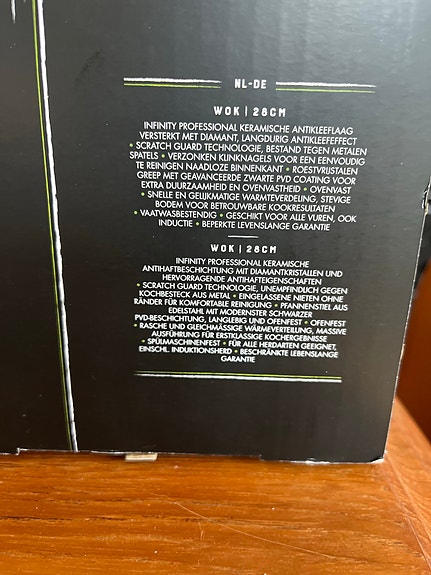 NL-DE
WOK | 28CM
INFINITY PROFESSIONAL KERAMISCHE ANTIKLEEFLAAG
VERSTERKT MET DIAMANT, LANGDURIG ANTIKLEEFEFFECT
• SCRATCH GUARD TECHNOLOGIE, BESTAND TEGEN METALEN
SPATELS • VERZONKEN KLINKNAGELS VOOR EEN EENVOUDIG
TE REINIGEN NAADLOZE BINNENKANT • ROESTVRIJSTALEN
GREEP MET GEAVANCEERDE ZWARTE PVD COATING VOOR
EXTRA DUURZAAMHEID EN OVENVASTHEID • OVENVAST
• SNELLE EN GELIJKMATIGE WARMTEVERDELING, STEVIGE
BODEM VOOR BETROUWBARE KOOKRESULTATEN
• VAATWASBESTENDIG • GESCHIKT VOOR ALLE VUREN, OOK
INDUCTIE • BEPERKTE LEVENSLANGE GARANTIE
WOK | 28CM
INFINITY PROFESSIONAL KERAMISCHE
ANTIHAFTBESCHICHTUNG MIT DIAMANTKRISTALLEN UND
HERVORRAGENDEN ANTIHAFTEIGENSCHAFTEN
• SCRATCH GUARD TECHNOLOGIE, UNEMPFINDLICH GEGEN
KOCHBESTECK AUS METAL • EINGELASSENE NIETEN OHNE
RÄNDER FÜR KOMFORTABLE REINIGUNG • PFANNENSTIEL AUS
EDELSTAHL MIT MODERNSTER SCHWARZER
PVD-BESCHICHTUNG, LANGLEBIG UND OFENFEST • OFENFEST
• RASCHE UND GLEICHMÄSSIGE WÄRMEVERTEILUNG, MASSIVE
AUSFÜHRUNG FÜR ERSTKLASSIGE KOCHERGEBNISSE
• SPÜLMASCHINENFEST • FÜR ALLE HERDARTEN GEEIGNET,
EINSCHL. INDUKTIONSHERD • BESCHRÄNKTE LEBENSLANGE
GARANTIE